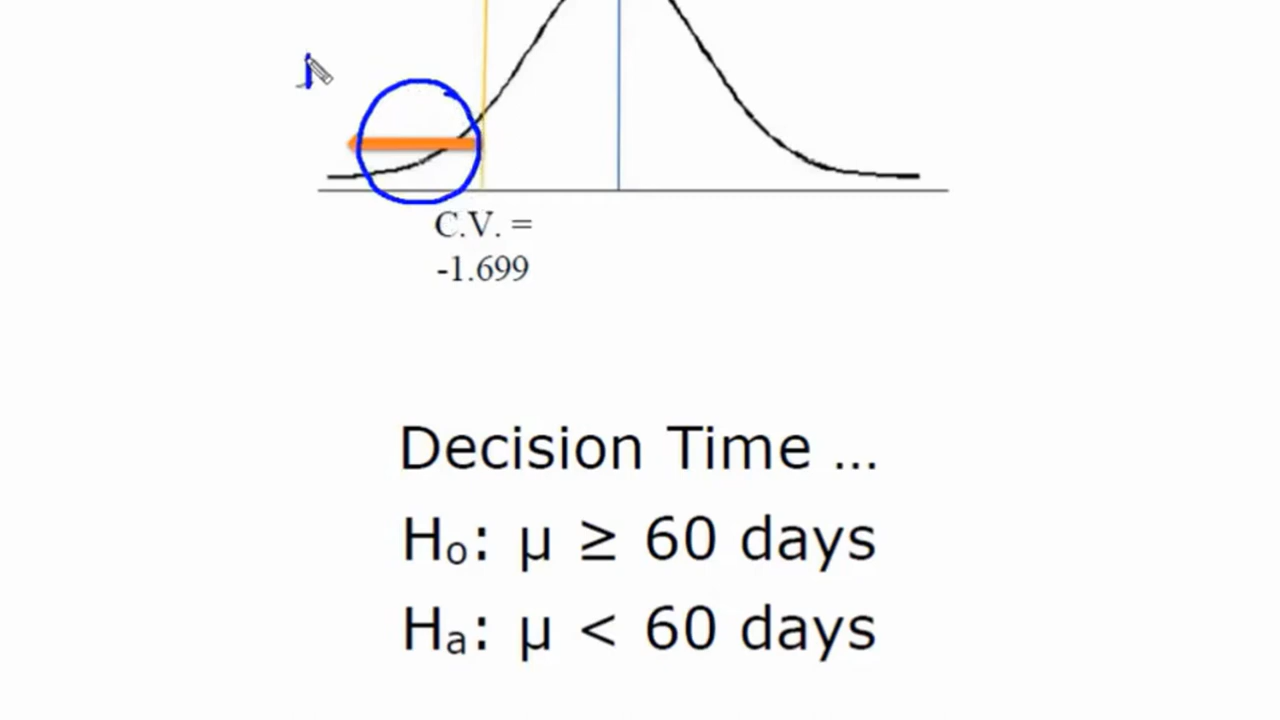 C.V. =
-1.699
Decision Time ...
Ho: μ ≥ 60 days
Ha: μ < 60 days